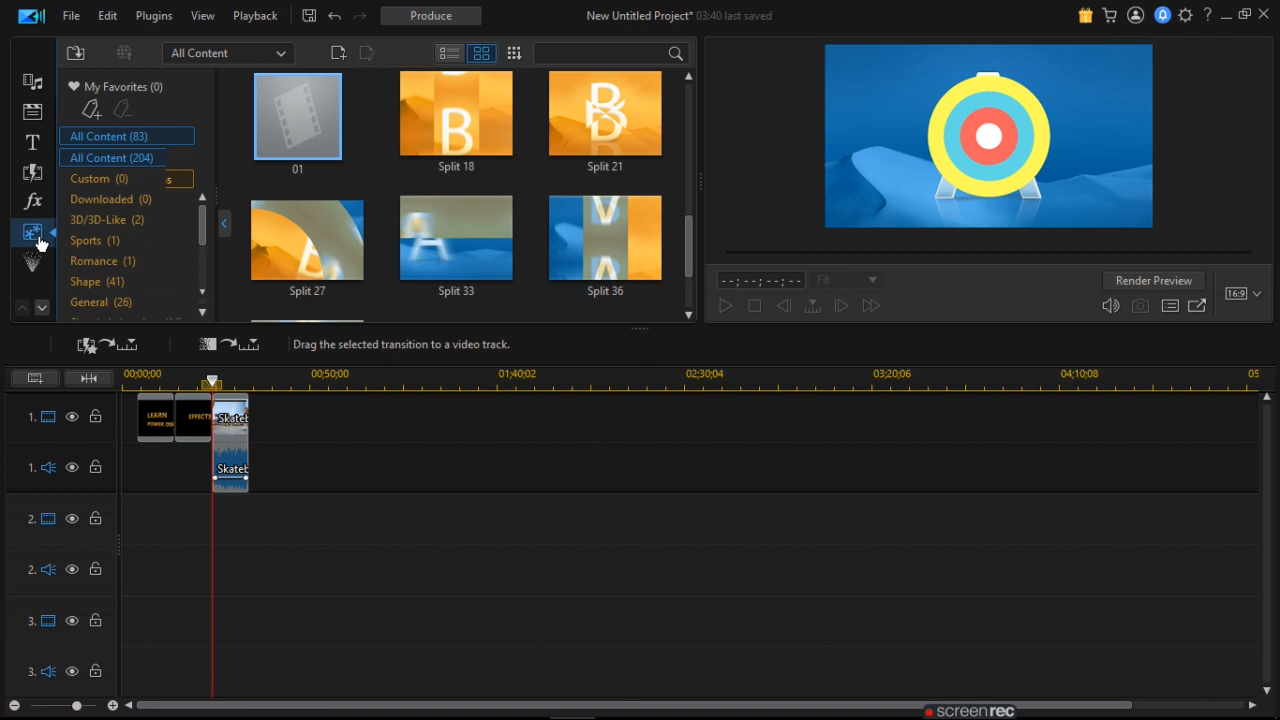 File Edit Plugins View Playback Produce New Untitled Project* 03:40 last saved
All Content
My Favorites (0)
All Content (83)
All Content (204)
Custom (0) s
Downloaded (0)
3D/3D-Like (2)
Sports (1)
Romance (1)
Shape (41)
General (26)
B
B
01 Split 18 Split 21
A
A
Split 27 Split 33 Split 36
--;--;--;-- Fit Render Preview
16:9
Drag the selected transition to a video track.
00;00;00 00;50;00 01;40;02 02;30;04 03;20;06 04;10;08 05
1. LEARN EFFECTS Skateb
1. Skateb
2.
2.
3.
3.
screenrec